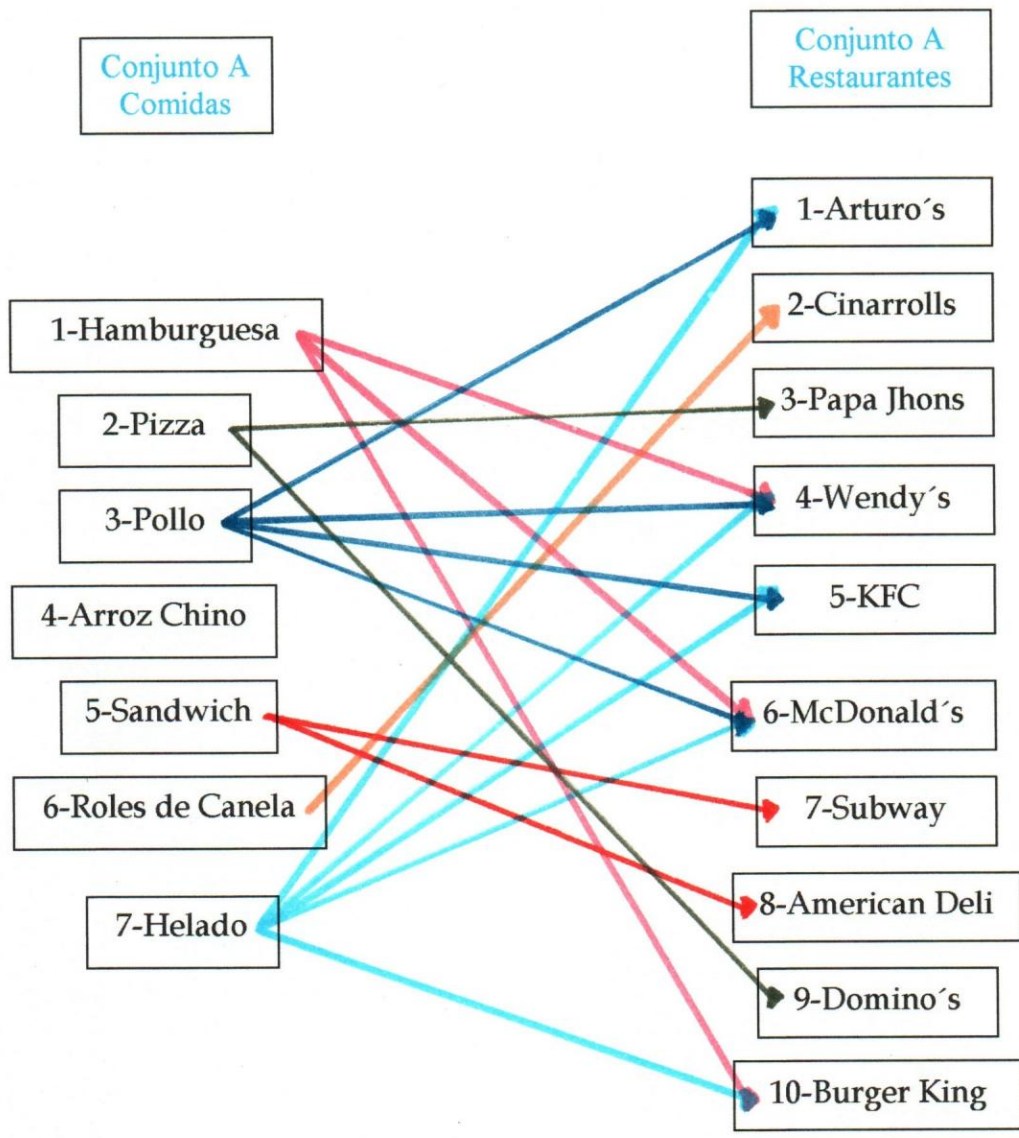 Conjunto A
Comidas
Conjunto A
Restaurantes
1-Hamburguesa
2-Pizza
3-Pollo
4-Arroz Chino
5-Sandwich
6-Roles de Canela
7-Helado
1-Arturo´s
2-Cinarrolls
3-Papa Jhons
4-Wendy´s
5-KFC
6-McDonald´s
7-Subway
8-American Deli
9-Domino´s
10-Burger King